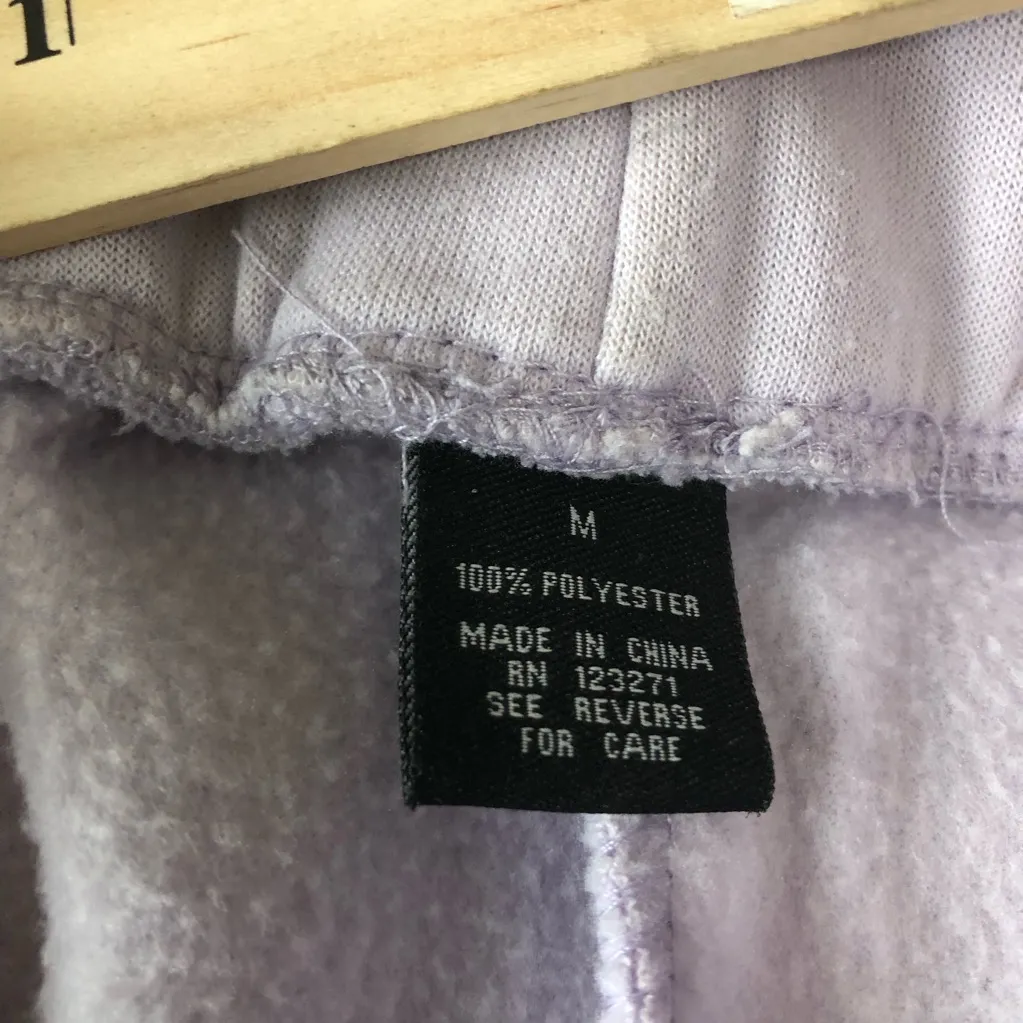 M
100% POLYESTER
MADE IN CHINA
RN 123271
SEE REVERSE
FOR CARE